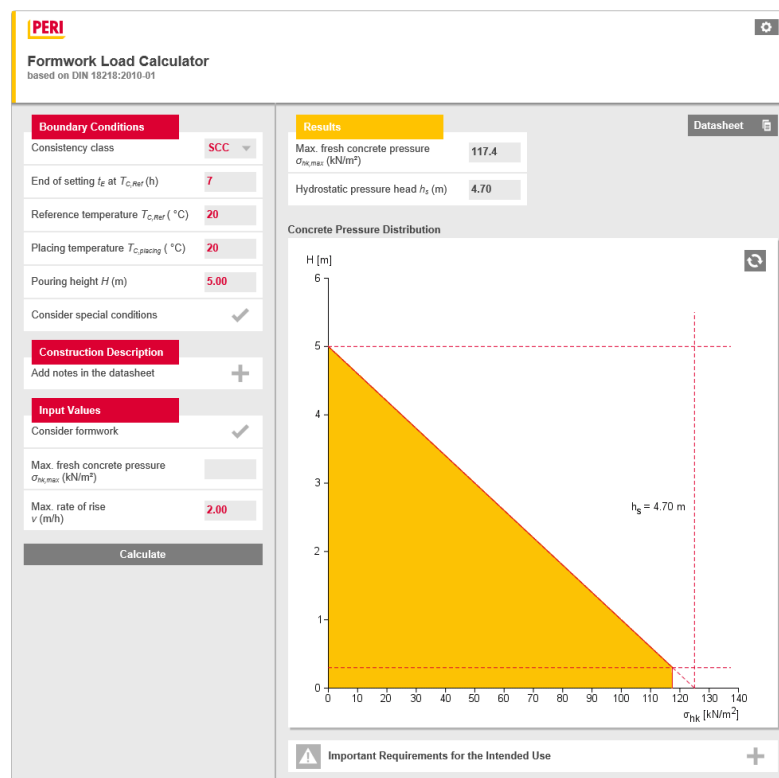 PERI
Formwork Load Calculator
based on DIN 18218:2010-01
Boundary Conditions
Consistency class SCC
End of setting tE at TC,Ref (h) 7
Reference temperature TC,Ref ( °C) 20
Placing temperature TC,placing ( °C) 20
Pouring height H (m) 5.00
Consider special conditions
Construction Description
Add notes in the datasheet
Input Values
Consider formwork
Max. fresh concrete pressure
σhk,max (kN/m²)
Max. rate of rise
v (m/h)
2.00
Calculate
Results
Datasheet
Max. fresh concrete pressure
σhk,max (kN/m²)
117.4
Hydrostatic pressure head hs (m) 4.70
Concrete Pressure Distribution
H [m]
6
5
4
3
hs = 4.70 m
2
1
0
0 10 20 30 40 50 60 70 80 90 100 110 120 130 140
σhk [kN/m²]
Important Requirements for the Intended Use